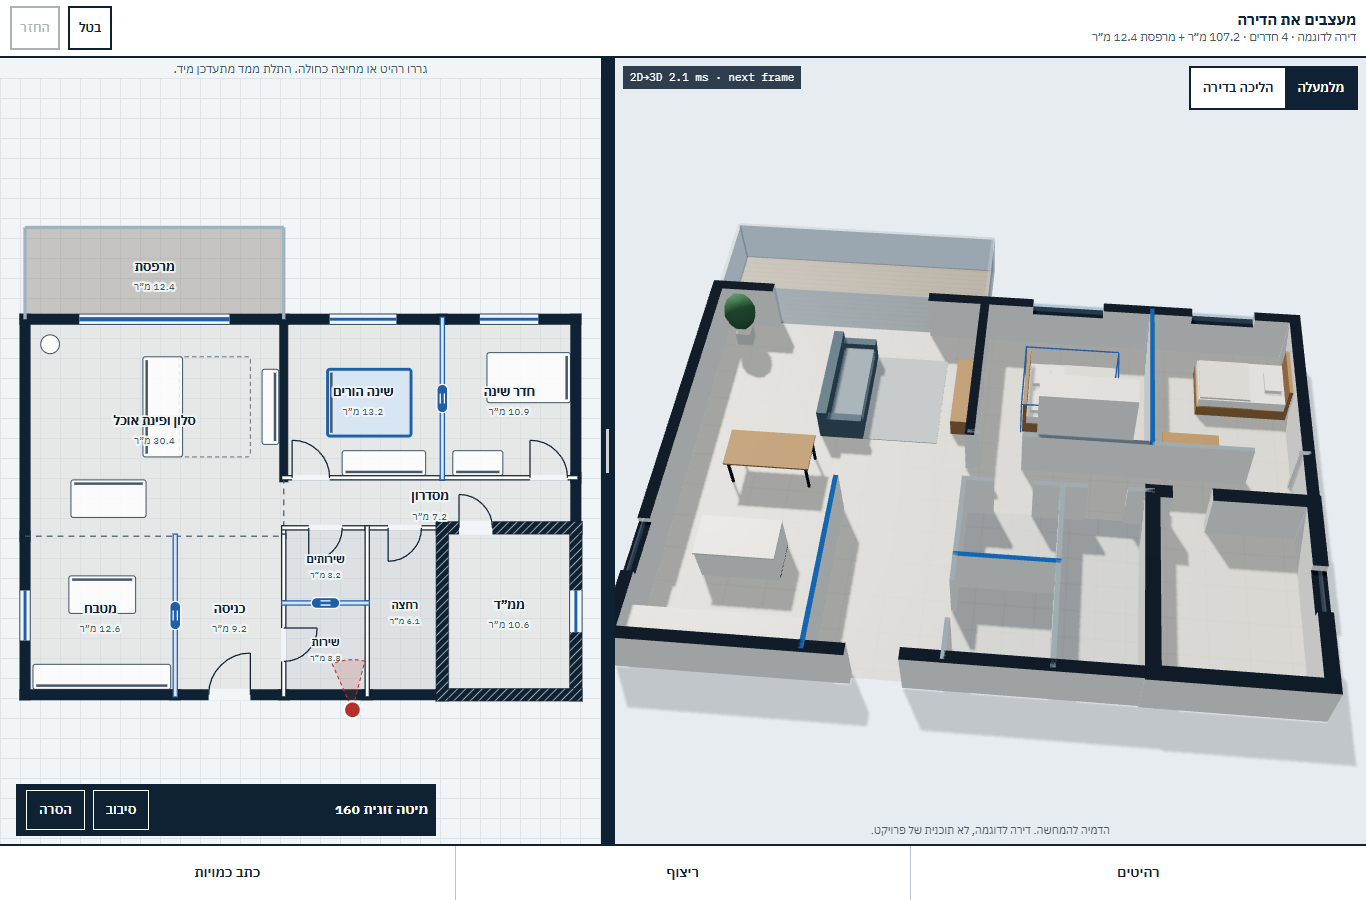 מעצבים את הדירה
דירה לדוגמה · 4 חדרים · 107.2 מ״ר + מרפסת 12.4 מ״ר
בטל
החזר
מלמעלה
הליכה בדירה
2D→3D 2.1 ms · next frame
הדמיה להמחשה. דירה לדוגמה, לא תוכנית של פרויקט.
גררו רהיט או מחיצה כחולה. התלת ממד מתעדכן מיד.
מרפסת
12.4 מ״ר
חדר שינה
10.9 מ״ר
שינה הורים
13.2 מ״ר
סלון ופינת אוכל
30.4 מ״ר
מסדרון
7.2 מ״ר
שירותים
3.2 מ״ר
ממ״ד
10.6 מ״ר
רחצה
6.1 מ״ר
כניסה
9.2 מ״ר
מטבח
12.6 מ״ר
שירות
3.3 מ״ר
מיטה זוגית 160
סיבוב
הסרה
רהיטים
ריצוף
כתב כמויות